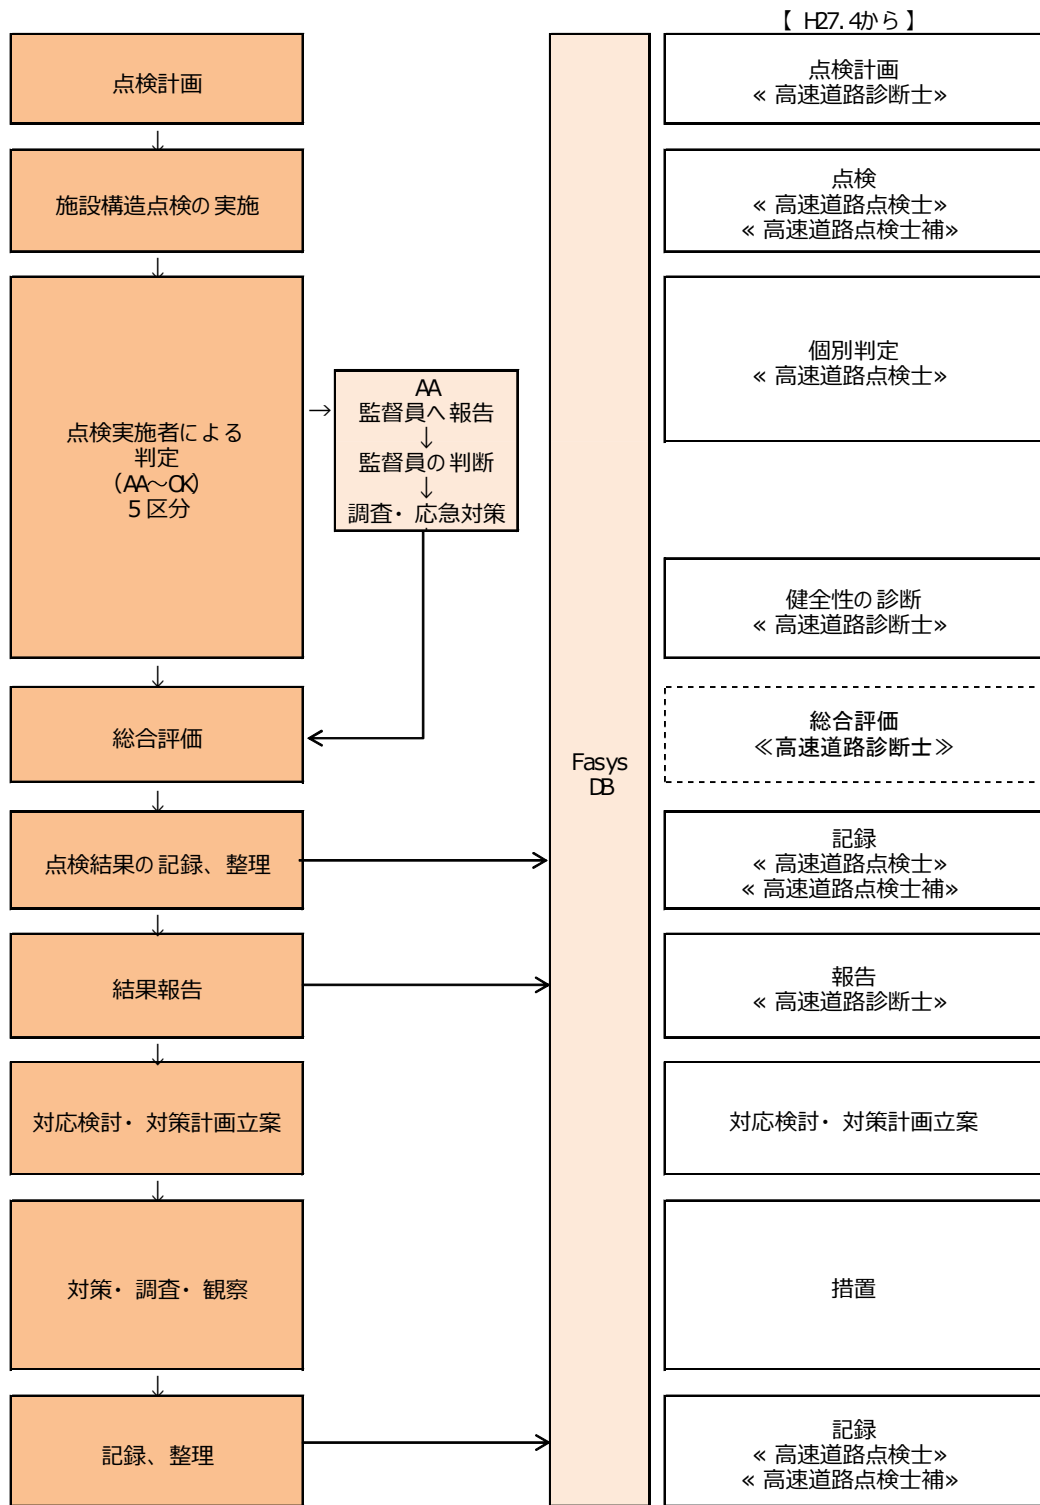 【 H27.4から 】
点検計画
↓
施設構造点検の実施
↓
点検実施者による
判定
(AA~OK)
5区分
↓
総合評価
↓
点検結果の記録、整理
↓
結果報告
↓
対応検討・対策計画立案
↓
対策・調査・観察
↓
記録、整理
→
AA
監督員へ報告
↓
監督員の判断
↓
調査・応急対策
Fasys
DB
点検計画
≪高速道路診断士≫
点検
≪高速道路点検士≫
≪高速道路点検士補≫
個別判定
≪高速道路点検士≫
健全性の診断
≪高速道路診断士≫
総合評価
≪高速道路診断士≫
記録
≪高速道路点検士≫
≪高速道路点検士補≫
報告
≪高速道路診断士≫
対応検討・対策計画立案
措置
記録
≪高速道路点検士≫
≪高速道路点検士補≫